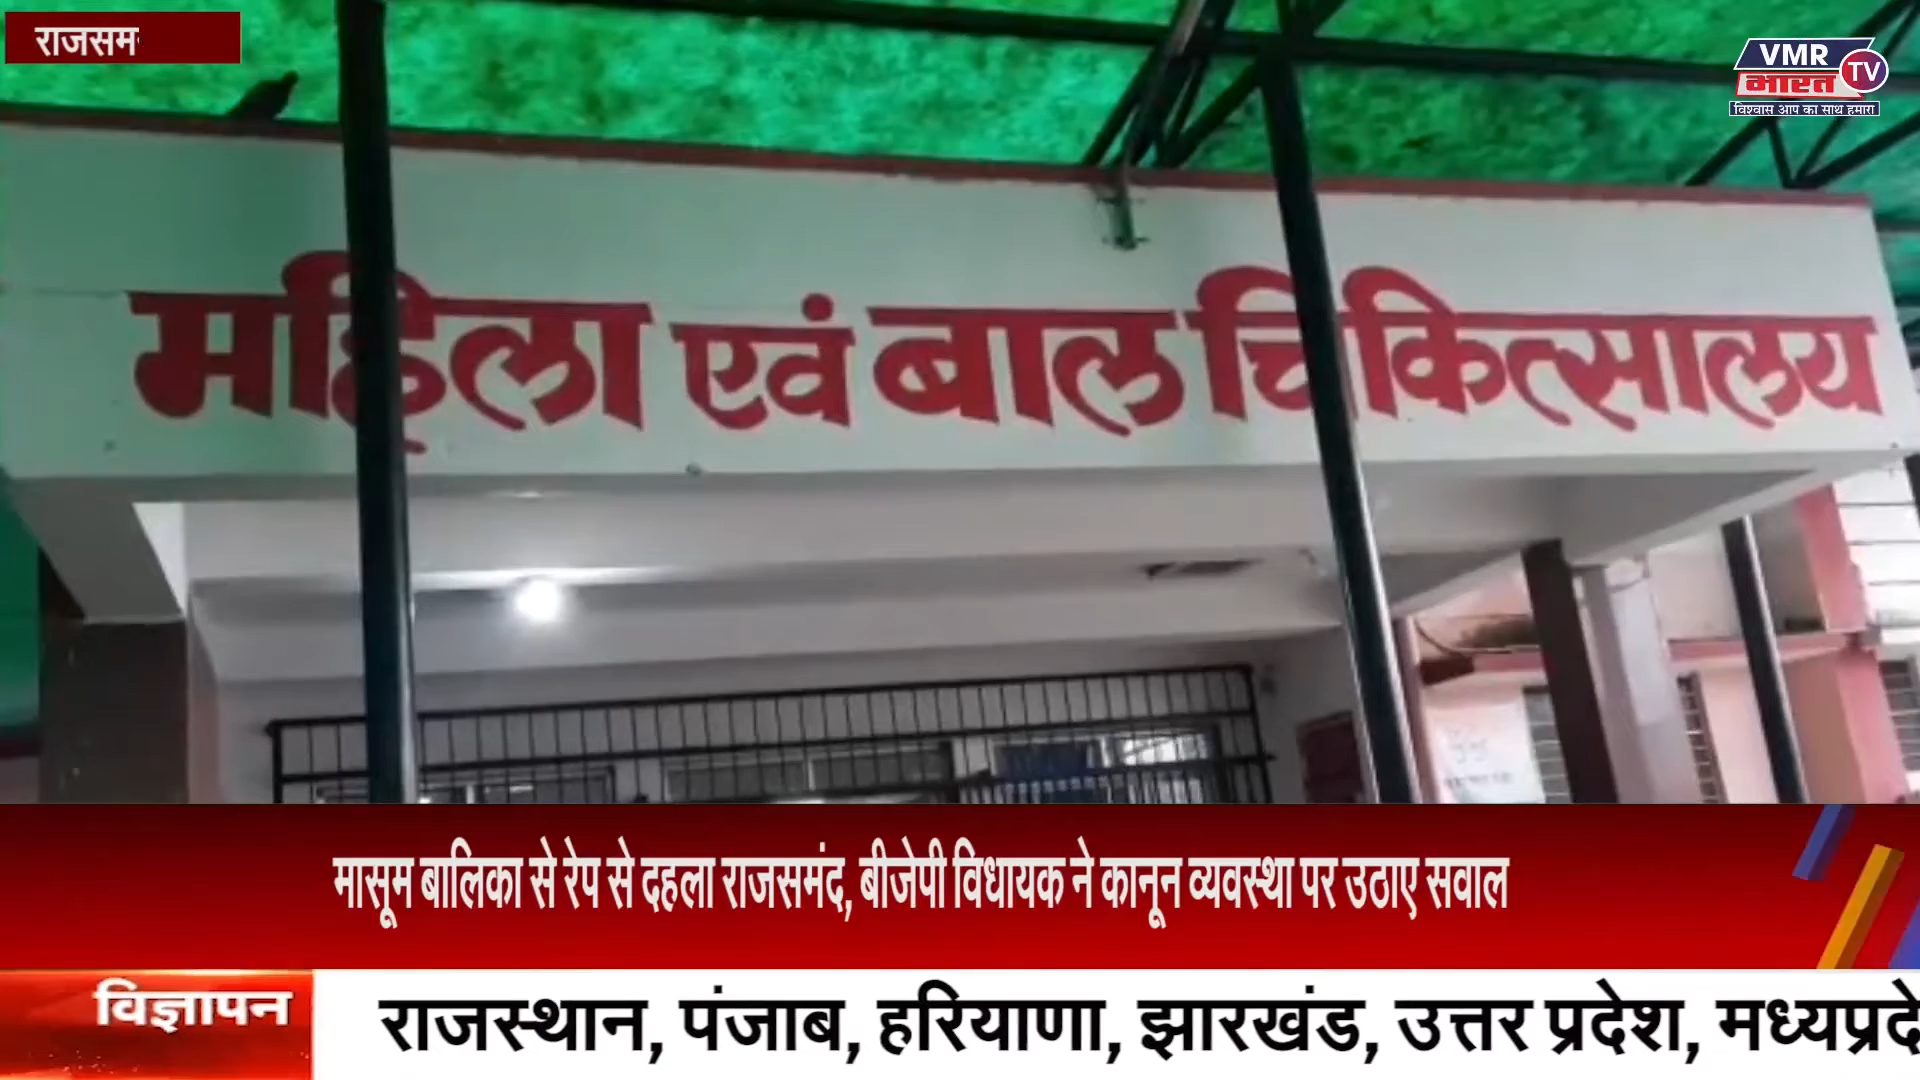 राजसम
VMR
भारत
TV
विश्वास आप का साथ हमारा
महिला एवं बाल चिकित्सालय
मासूम बालिका से रेप से दहला राजसमंद, बीजेपी विधायक ने कानून व्यवस्था पर उठाए सवाल
विज्ञापन
राजस्थान, पंजाब, हरियाणा, झारखंड, उत्तर प्रदेश, मध्यप्रदे